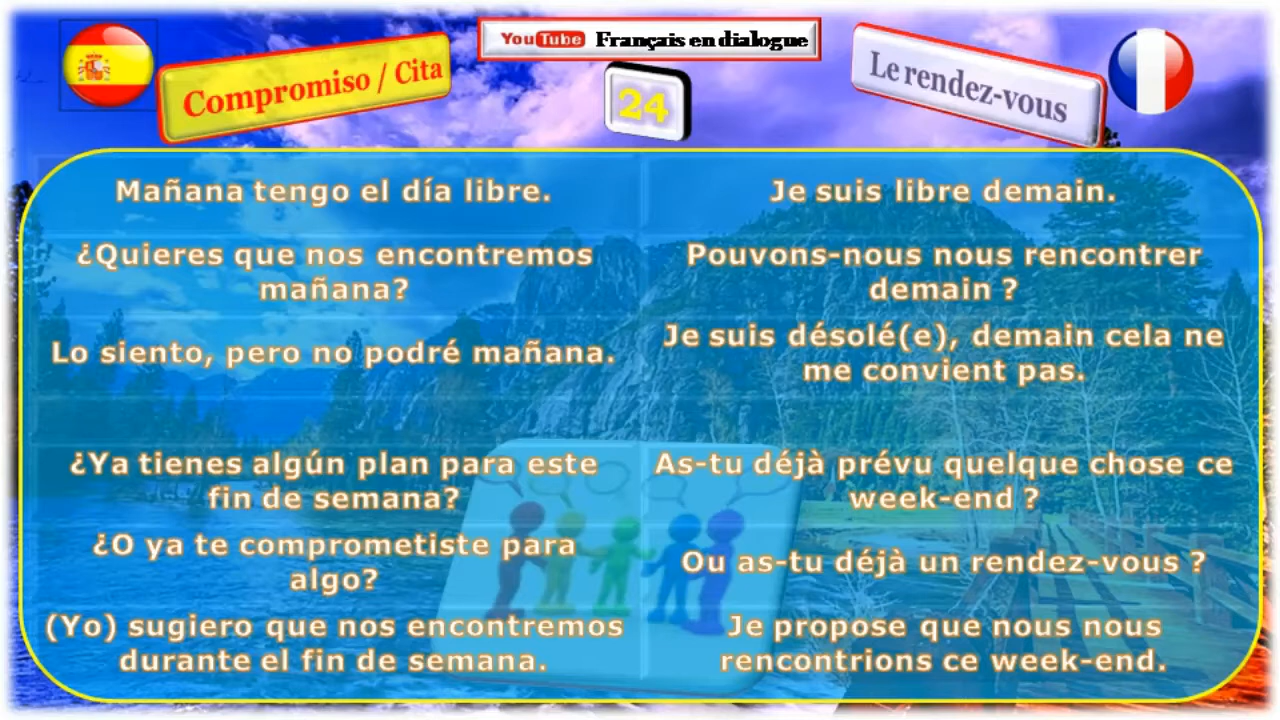 YouTube Français en dialogue
Compromiso / Cita
24
Le rendez-vous
Mañana tengo el día libre.
Je suis libre demain.
¿Quieres que nos encontremos
mañana?
Pouvons-nous nous rencontrer
demain ?
Lo siento, pero no podré mañana.
Je suis désolé(e), demain cela ne
me convient pas.
¿Ya tienes algún plan para este
fin de semana?
As-tu déjà prévu quelque chose ce
week-end ?
¿O ya te comprometiste para
algo?
Ou as-tu déjà un rendez-vous ?
(Yo) sugiero que nos encontremos
durante el fin de semana.
Je propose que nous nous
rencontrions ce week-end.